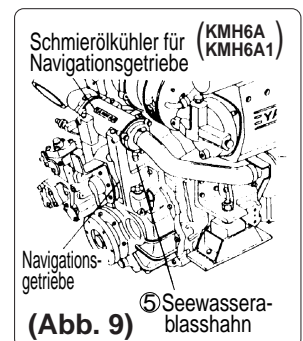 Schmierölkühler für
Navigationsgetriebe
(KMH6A
KMH6A1)
Navigations-
getriebe
⑤Seewassera-
blasshahn
(Abb. 9)